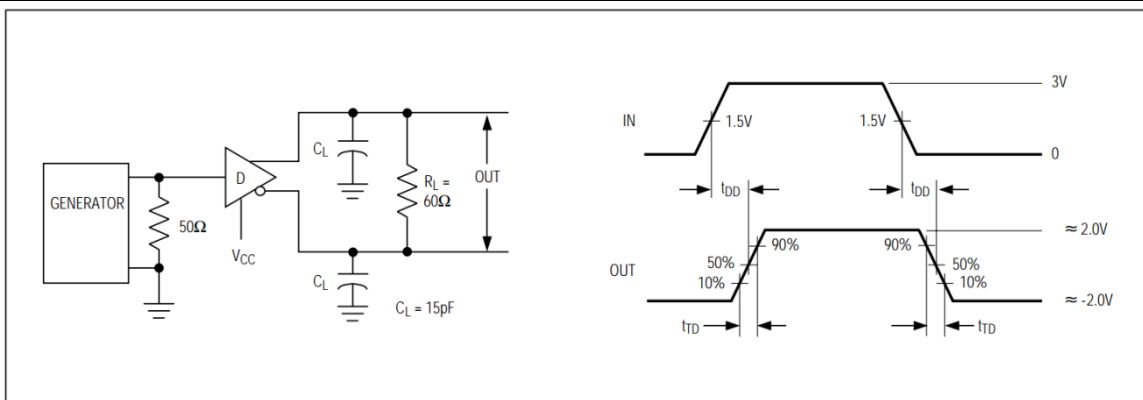 GENERATOR
50Ω
D
VCC
CL
CL
RL =
60Ω
OUT
CL = 15pF
IN
1.5V
1.5V
3V
0
tDD
tDD
OUT
90%
50%
10%
90%
50%
10%
≈ 2.0V
≈ -2.0V
tTD
tTD